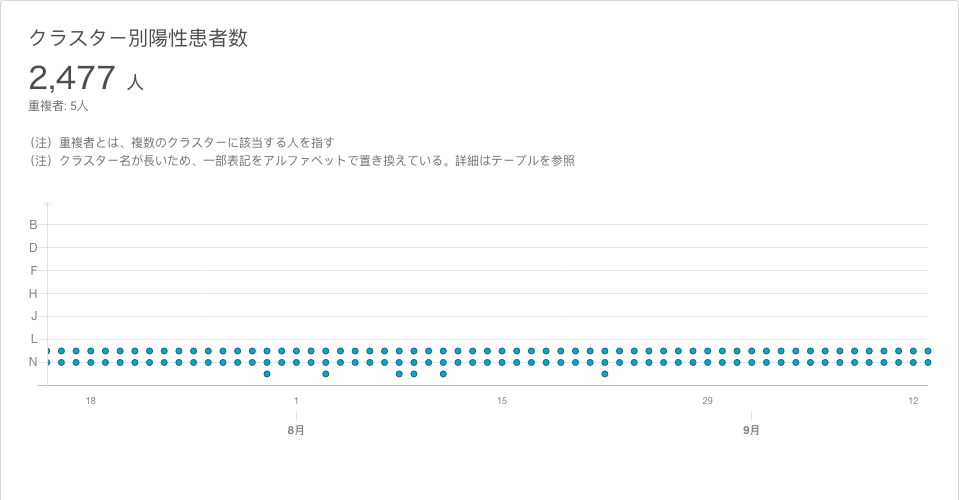 クラスター別陽性患者数
2,477 人
重複者: 5人
（注）重複者とは、複数のクラスターに該当する人を指す
（注）クラスター名が長いため、一部表記をアルファベットで置き換えている。詳細はテーブルを参照
B
D
F
H
J
L
N
18 1 15 29 12
8月 9月